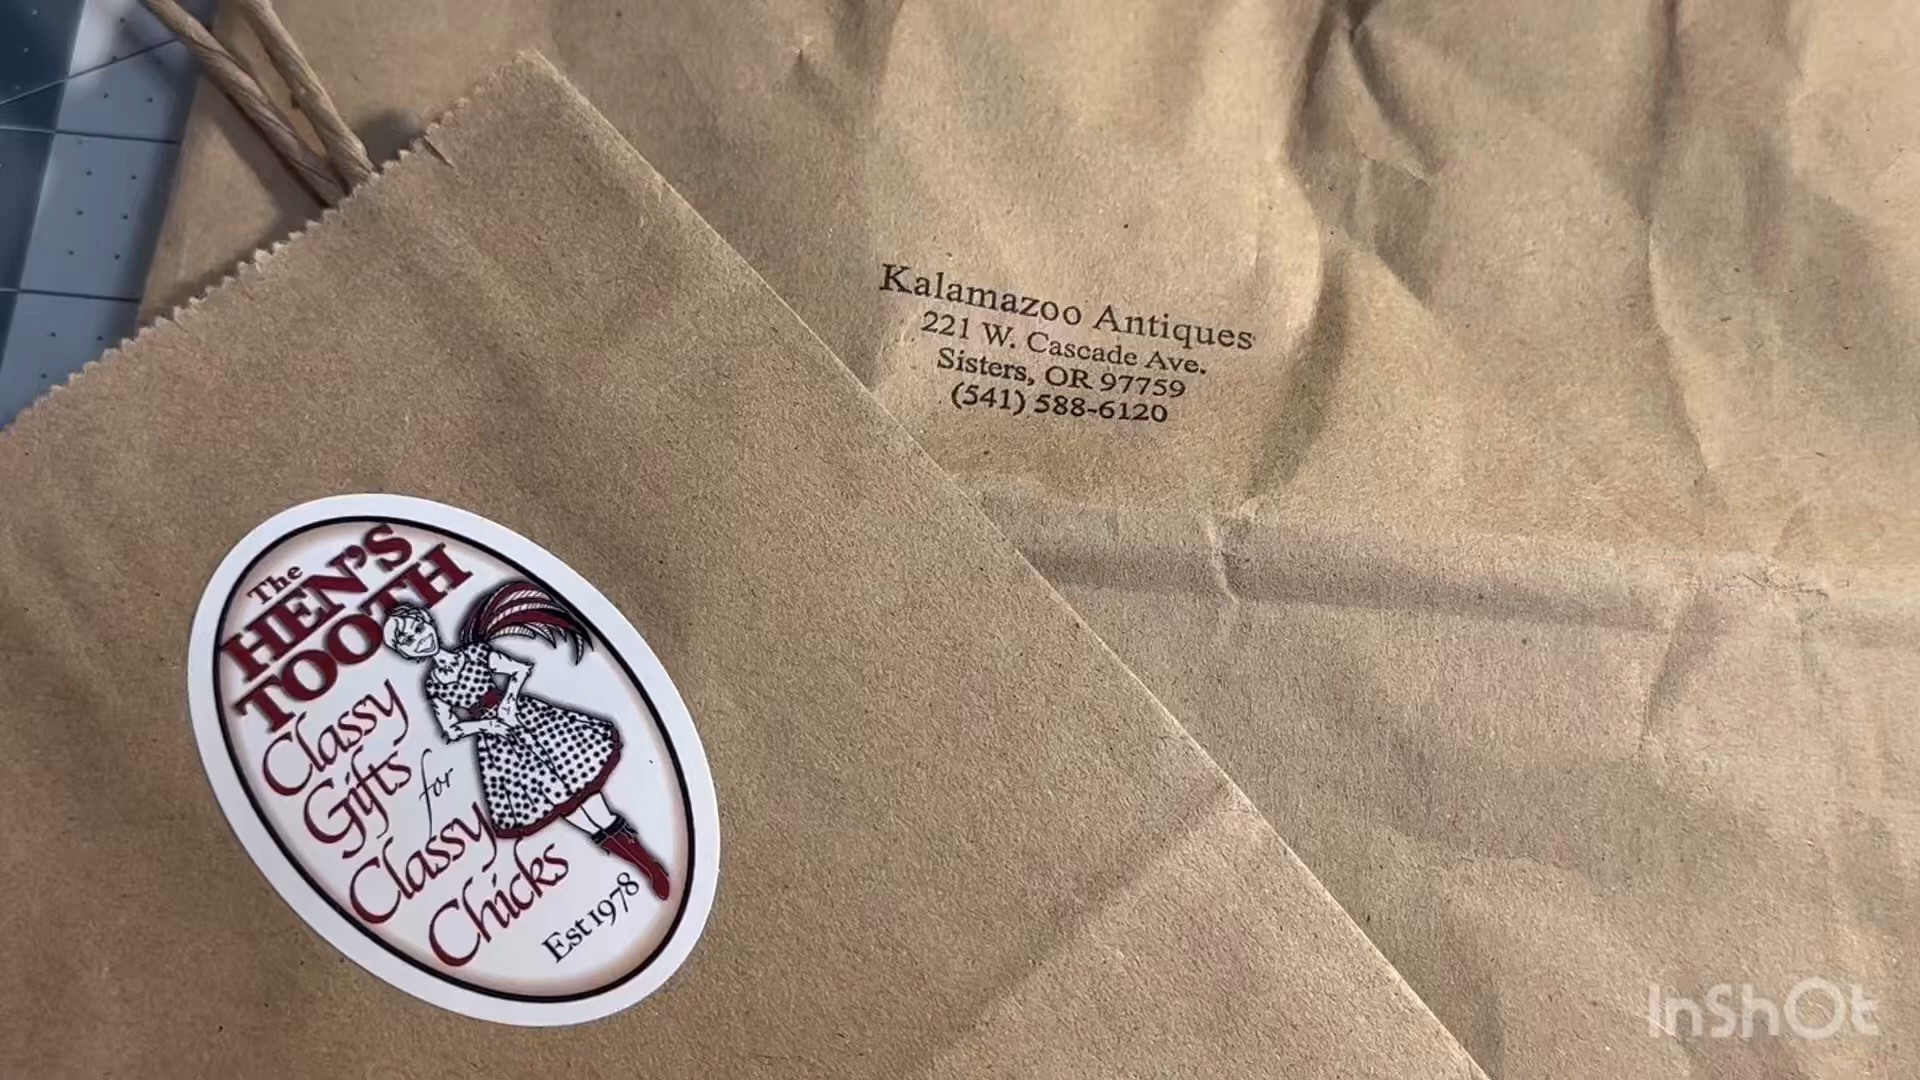 Kalamazoo Antiques
221 W. Cascade Ave.
Sisters, OR 97759
(541) 588-6120
The
HEN'S
TOOTH
Classy
Gifts for
Classy
Chicks
Est 1978
InShOt